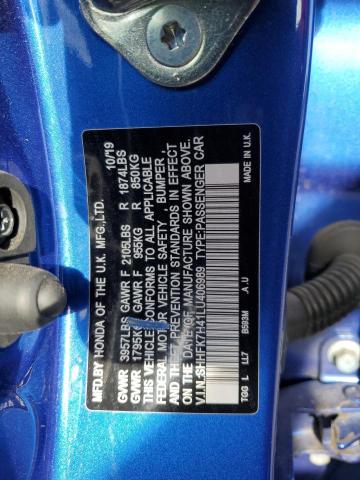 MFD.BY HONDA OF THE U.K. MFG.,LTD. 10/19
GVWR 3957LBS GAWR F 2105LBS R 1874LBS
GVWR 1795KG GAWR F 955KG R 850KG
THIS VEHICLE CONFORMS TO ALL APPLICABLE
FEDERAL MOTOR VEHICLE SAFETY, BUMPER,
AND THEFT PREVENTION STANDARDS IN EFFECT
ON THE DATE OF MANUFACTURE SHOWN ABOVE.
V.I.N.:SHHFK7H41LU406989 TYPE:PASSENGER CAR
TGG L LL7 B593M .A .U MADE IN U.K.